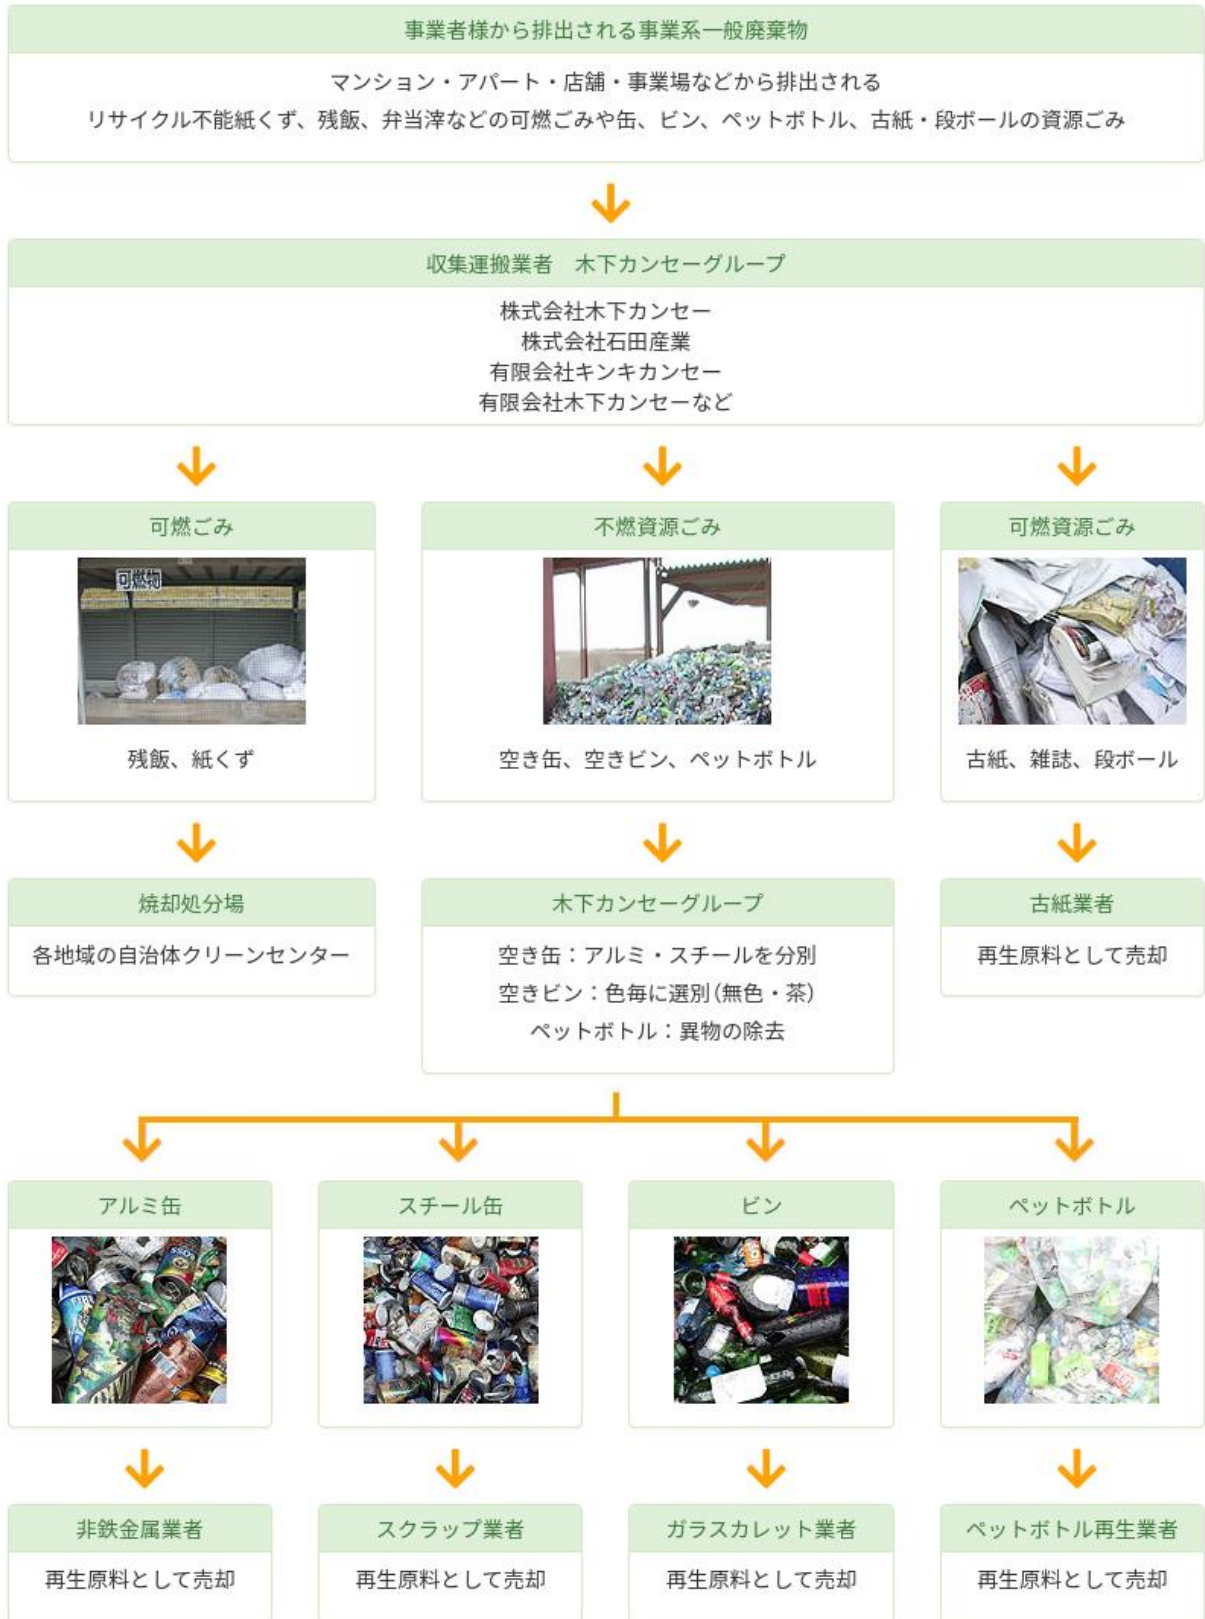 事業者様から排出される事業系一般廃棄物
マンション・アパート・店舗・事業場などから排出される
リサイクル不能紙くず、残飯、弁当滓などの可燃ごみや缶、ビン、ペットボトル、古紙・段ボールの資源ごみ
収集運搬業者　木下カンセーグループ
株式会社木下カンセー
株式会社石田産業
有限会社キンキカンセー
有限会社木下カンセーなど
可燃ごみ
可燃物
残飯、紙くず
不燃資源ごみ
空き缶、空きビン、ペットボトル
可燃資源ごみ
古紙、雑誌、段ボール
焼却処分場
各地域の自治体クリーンセンター
木下カンセーグループ
空き缶：アルミ・スチールを分別
空きビン：色毎に選別(無色・茶)
ペットボトル：異物の除去
古紙業者
再生原料として売却
アルミ缶
BOSS
FIRE
スチール缶
ビン
ペットボトル
非鉄金属業者
再生原料として売却
スクラップ業者
再生原料として売却
ガラスカレット業者
再生原料として売却
ペットボトル再生業者
再生原料として売却